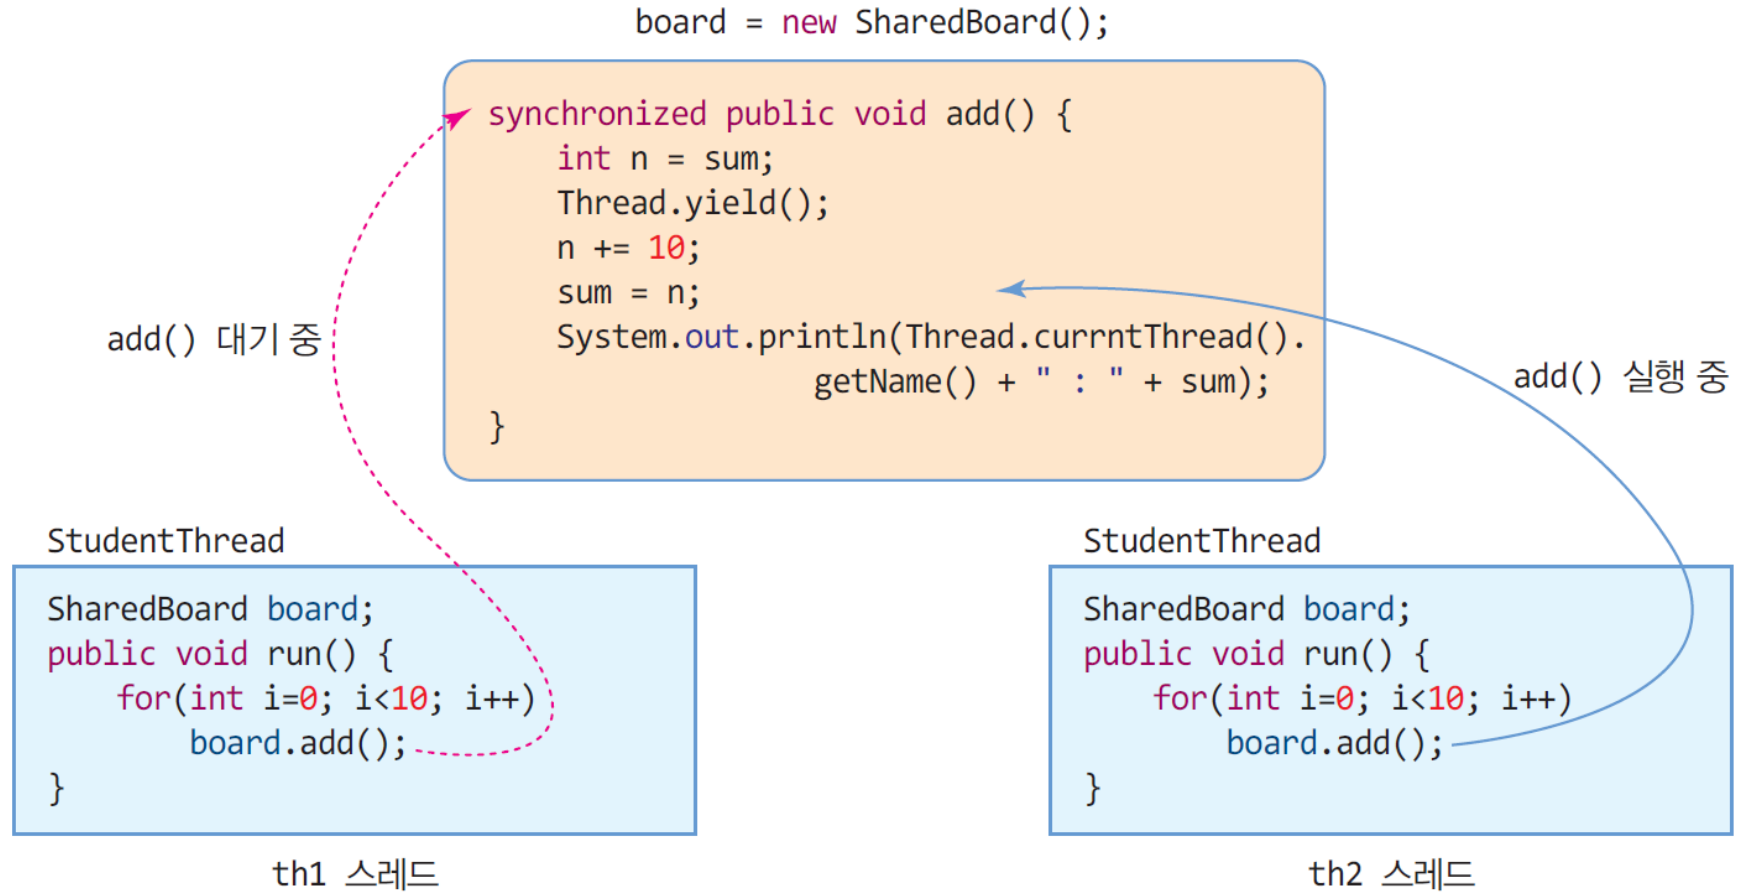 board = new SharedBoard();
synchronized public void add() {
int n = sum;
Thread.yield();
n += 10;
sum = n;
System.out.println(Thread.currntThread().
getName() + " : " + sum);
}
add() 대기 중
add() 실행 중
StudentThread
SharedBoard board;
public void run() {
for(int i=0; i<10; i++)
board.add();
}
th1 스레드
StudentThread
SharedBoard board;
public void run() {
for(int i=0; i<10; i++)
board.add();
}
th2 스레드